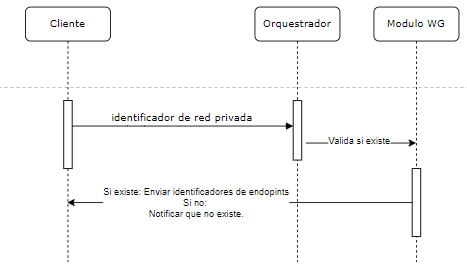 Cliente
Orquestrador
Modulo WG
identificador de red privada
Valida si existe
Si existe: Enviar identificadores de endopints
Si no:
Notificar que no existe.